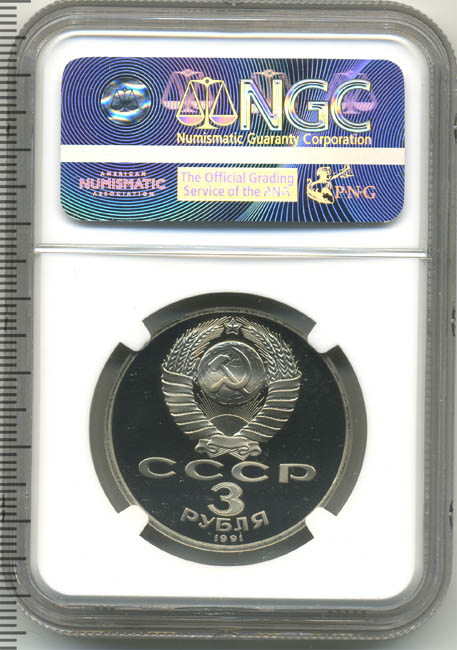 NGC
Numismatic Guaranty Corporation
AMERICAN
NUMISMATIC
ASSOCIATION
The Official Grading
Service of the ANA
PNG
СССР
3
РУБЛЯ
1991